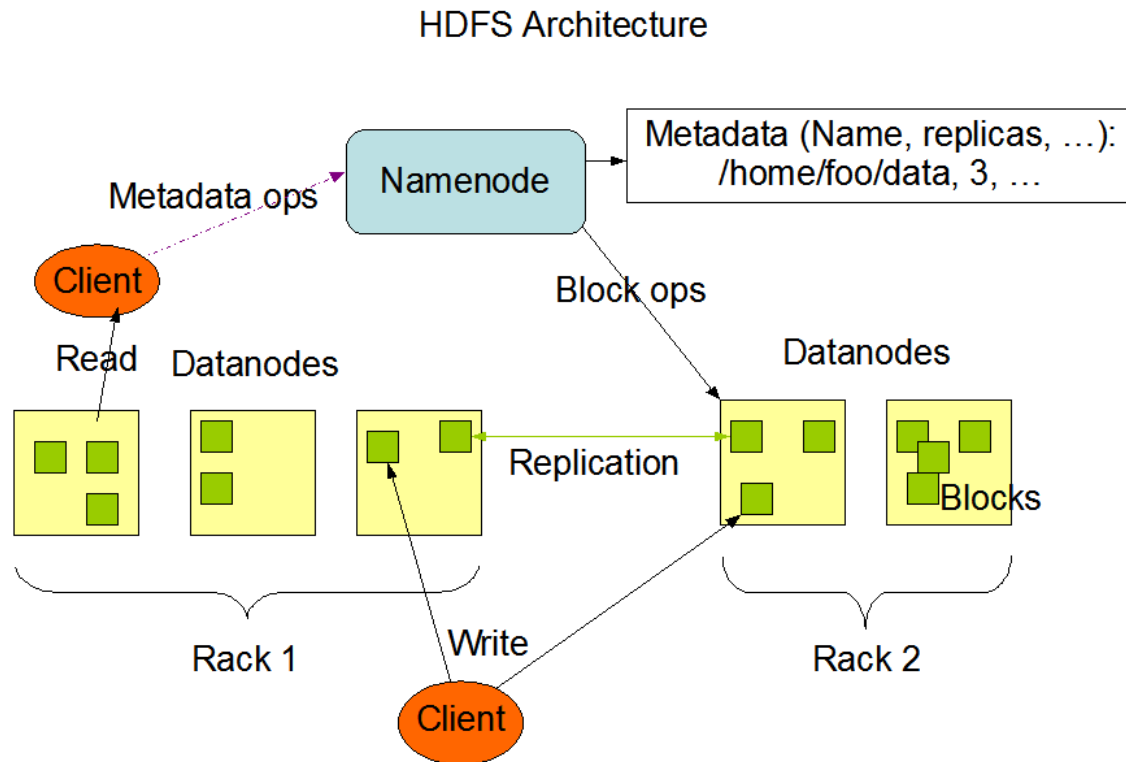 HDFS Architecture
Metadata (Name, replicas, …):
/home/foo/data, 3, …
Namenode
Metadata ops
Client
Block ops
Read
Datanodes
Datanodes
Replication
Blocks
Rack 1
Write
Rack 2
Client